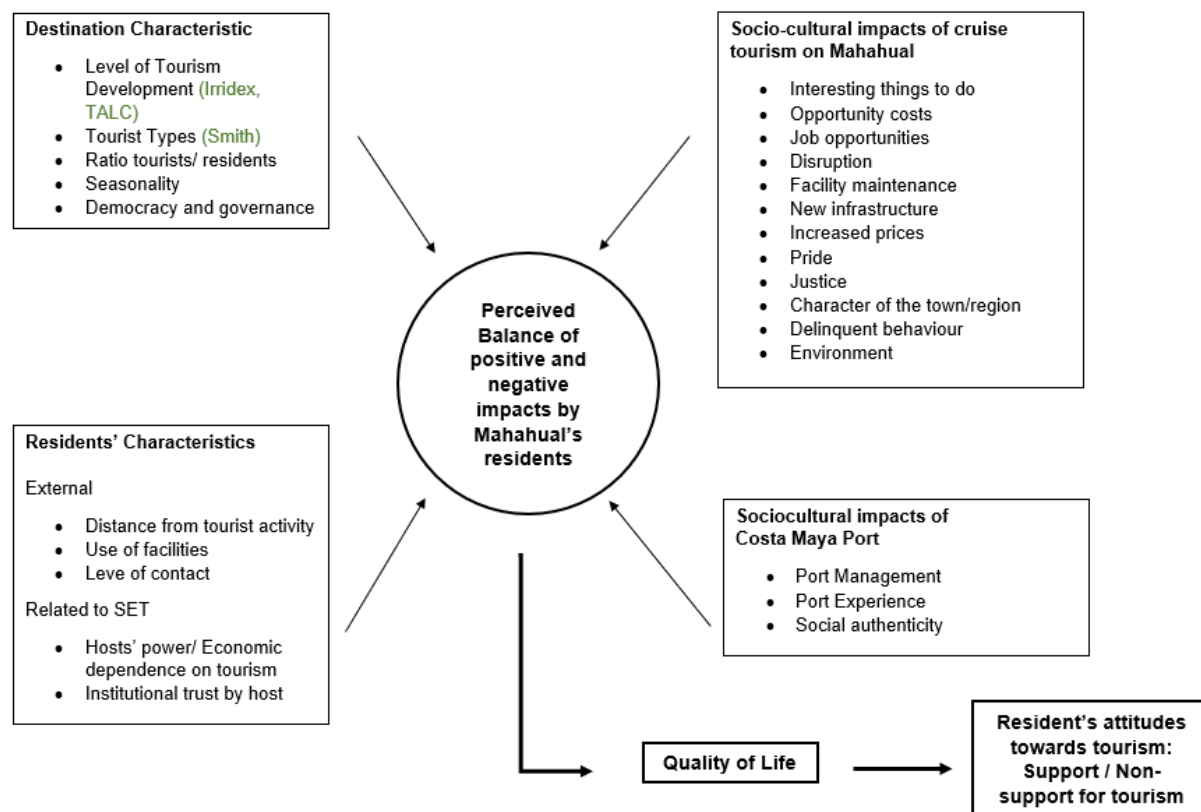 Destination Characteristic
• Level of Tourism
Development (Irridex,
TALC)
• Tourist Types (Smith)
• Ratio tourists/ residents
• Seasonality
• Democracy and governance
Socio-cultural impacts of cruise
tourism on Mahahual
• Interesting things to do
• Opportunity costs
• Job opportunities
• Disruption
• Facility maintenance
• New infrastructure
• Increased prices
• Pride
• Justice
• Character of the town/region
• Delinquent behaviour
• Environment
Perceived
Balance of
positive and
negative
impacts by
Mahahual's
residents
Residents' Characteristics
External
• Distance from tourist activity
• Use of facilities
• Leve of contact
Related to SET
• Hosts' power/ Economic
dependence on tourism
• Institutional trust by host
Sociocultural impacts of
Costa Maya Port
• Port Management
• Port Experience
• Social authenticity
Quality of Life
Resident's attitudes
towards tourism:
Support / Non-
support for tourism